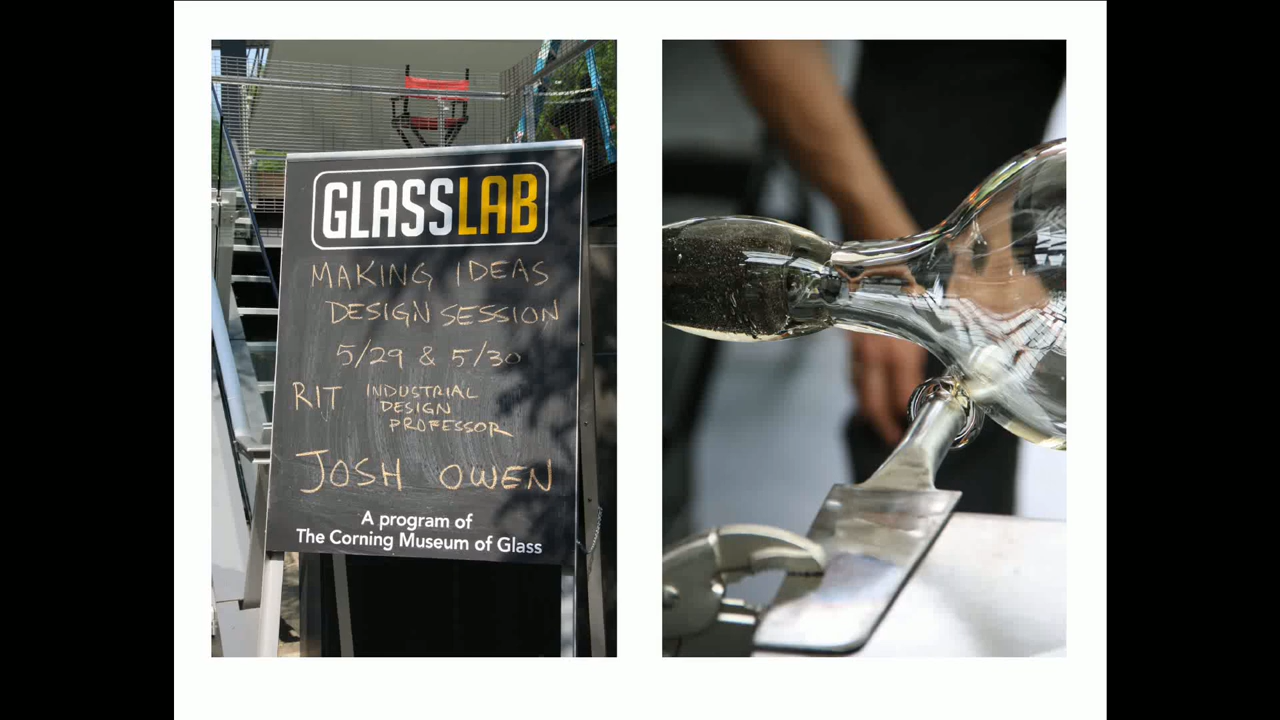 GLASSLAB
MAKING IDEAS
DESIGN SESSION
5/29 & 5/30
RIT INDUSTRIAL
DESIGN
PROFESSOR
JOSH OWEN
A program of
The Corning Museum of Glass